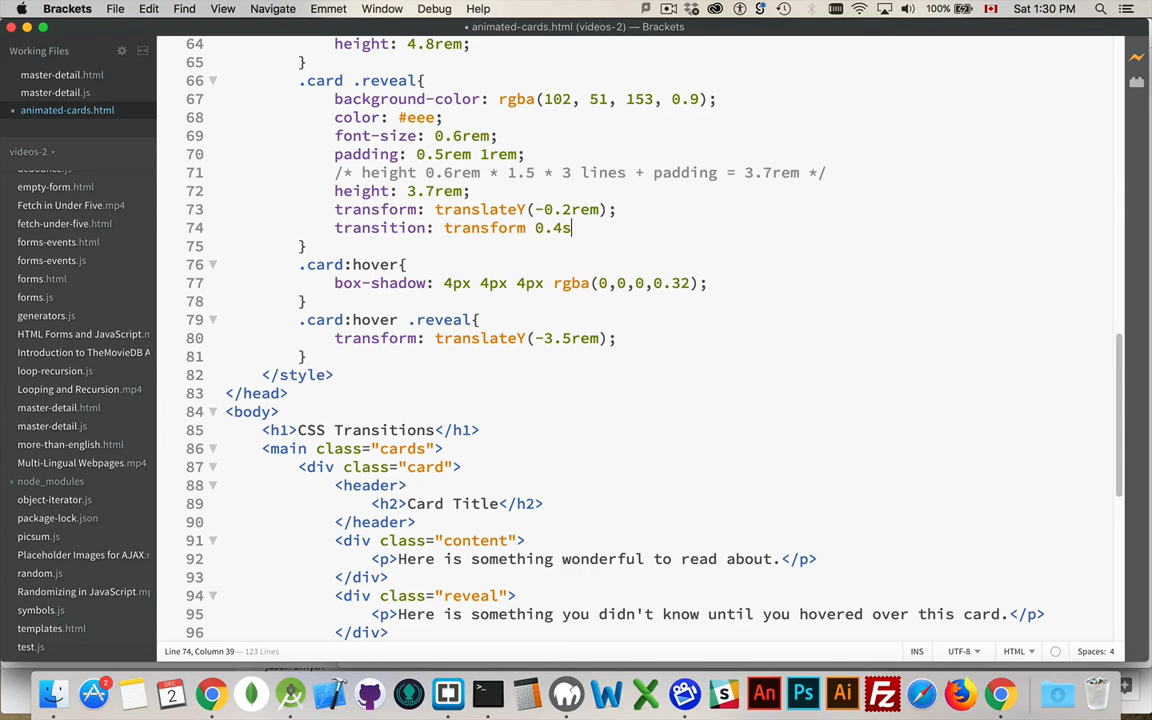 Brackets File Edit Find View Navigate Emmet Window Debug Help 100% Sat 1:30 PM
• animated-cards.html (videos-2) — Brackets
Working Files
master-detail.html
master-detail.js
• animated-cards.html
videos-2
debounce.js
empty-form.html
Fetch in Under Five.mp4
fetch-under-five.html
forms-events.html
forms-events.js
forms.html
forms.js
generators.js
HTML Forms and JavaScript.m
Introduction to TheMovieDB A
loop-recursion.js
Looping and Recursion.mp4
master-detail.html
master-detail.js
more-than-english.html
Multi-Lingual Webpages.mp4
node_modules
object-iterator.js
package-lock.json
picsum.js
Placeholder Images for AJAX.r
random.js
Randomizing in JavaScript.mp
symbols.js
templates.html
test.js
64 height: 4.8rem;
65 }
66 .card .reveal{
67 background-color: rgba(102, 51, 153, 0.9);
68 color: #eee;
69 font-size: 0.6rem;
70 padding: 0.5rem 1rem;
71 /* height 0.6rem * 1.5 * 3 lines + padding = 3.7rem */
72 height: 3.7rem;
73 transform: translateY(-0.2rem);
74 transition: transform 0.4s
75 }
76 .card:hover{
77 box-shadow: 4px 4px 4px rgba(0,0,0,0.32);
78 }
79 .card:hover .reveal{
80 transform: translateY(-3.5rem);
81 }
82 </style>
83 </head>
84 <body>
85 <h1>CSS Transitions</h1>
86 <main class="cards">
87 <div class="card">
88 <header>
89 <h2>Card Title</h2>
90 </header>
91 <div class="content">
92 <p>Here is something wonderful to read about.</p>
93 </div>
94 <div class="reveal">
95 <p>Here is something you didn't know until you hovered over this card.</p>
96 </div>
Line 74, Column 39 — 123 Lines INS UTF-8 HTML Spaces: 4
2
DEC 2
An Ps Ai Fz